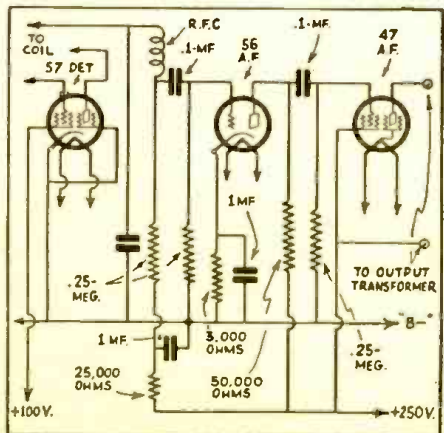 TO
COIL
57 DET
R.F.C
.1-MF.
56
A.F.
.1-MF.
47
A.F.
.25-
MEG.
1 MF.
1 MF.
3,000
OHMS
25,000
OHMS
50,000
OHMS
TO OUTPUT
TRANSFORMER
"B-"
.25-
MEG.
+100V.
+250V.